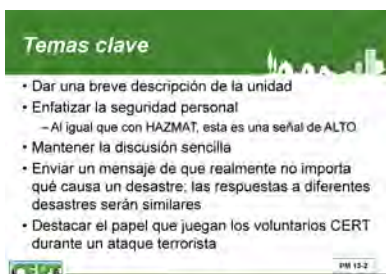 Temas clave
• Dar una breve descripción de la unidad
• Enfatizar la seguridad personal
– Al igual que con HAZMAT, esta es una señal de ALTO
• Mantener la discusión sencilla
• Enviar un mensaje de que realmente no importa
qué causa un desastre; las respuestas a diferentes
desastres serán similares
• Destacar el papel que juegan los voluntarios CERT
durante un ataque terrorista
CERT
PM 13-2